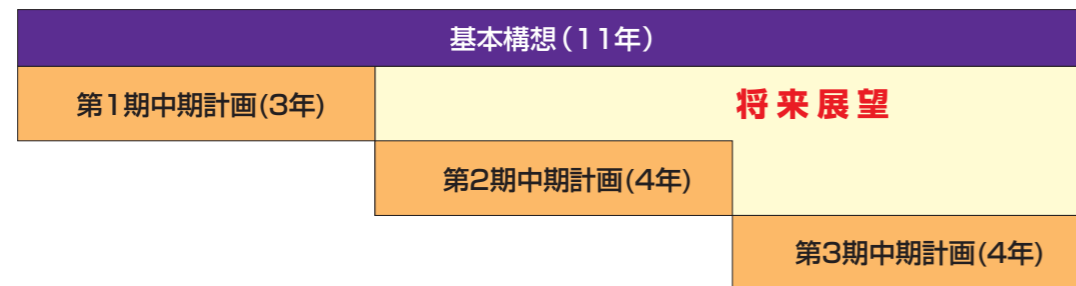 基本構想(11年)
第1期中期計画(3年)
将来展望
第2期中期計画(4年)
第3期中期計画(4年)